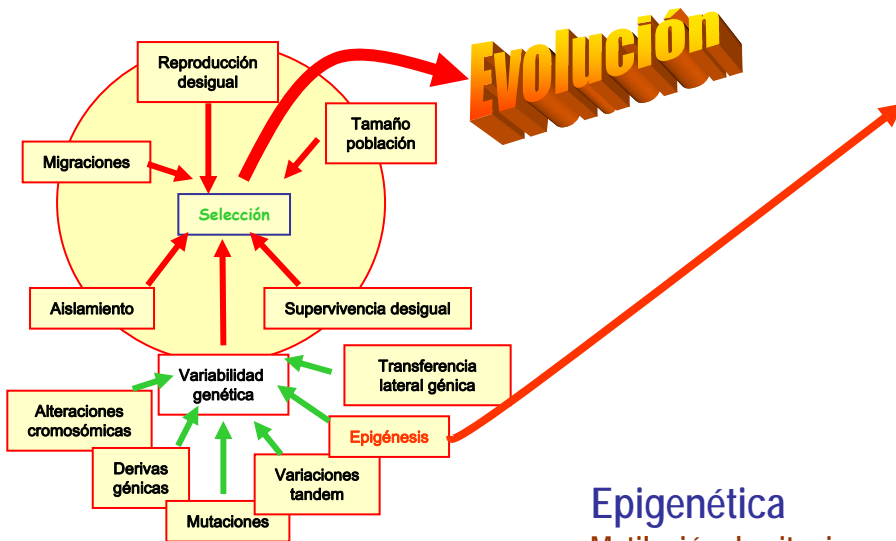 Evolución
Reproducción
desigual
Tamaño
población
Migraciones
Selección
Aislamiento
Supervivencia desigual
Variabilidad
genética
Transferencia
lateral génica
Alteraciones
cromosómicas
Epigénesis
Derivas
génicas
Variaciones
tandem
Mutaciones
Epigenética